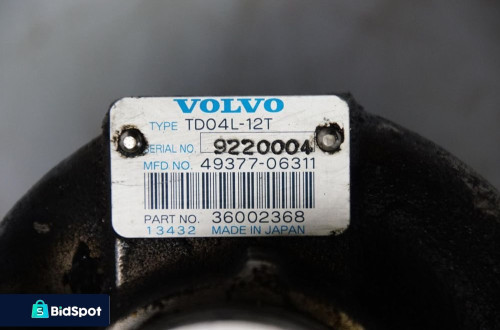 VOLVO
TYPE TD04L-12T
SERIAL NO. 9220004
MFD. NO. 49377-06311
PART NO. 36002368
13432 MADE IN JAPAN
S BidSpot